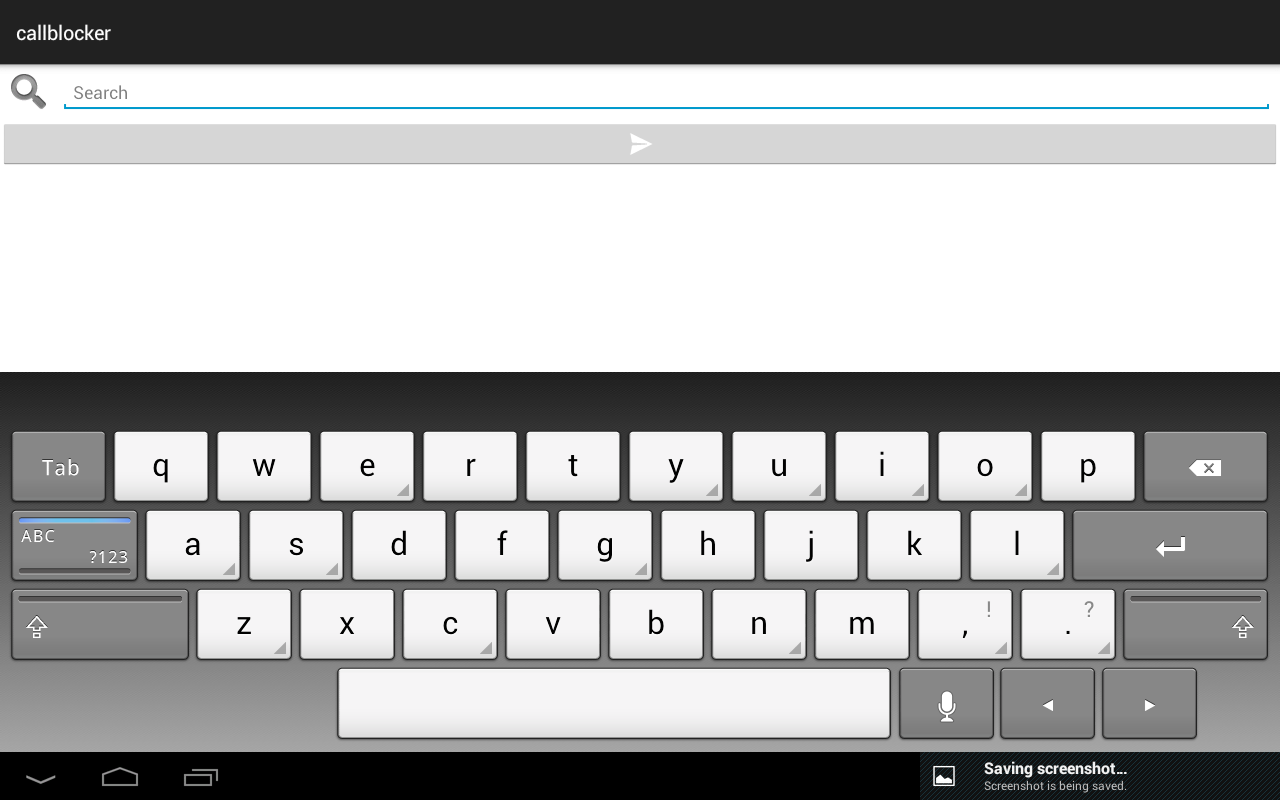 callblocker
Search
Tab q w e r t y u i o p
ABC ?123 a s d f g h j k l
z x c v b n m , ! . ?
Saving screenshot...
Screenshot is being saved.